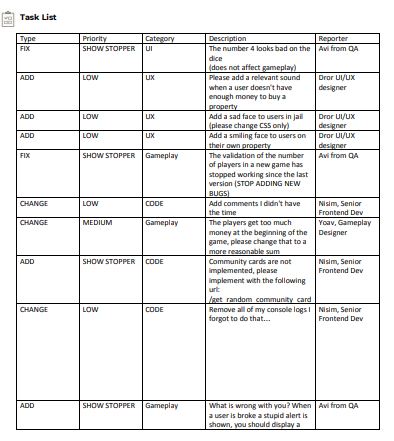 Task List
Type Priority Category Description Reporter
FIX SHOW STOPPER UI The number 4 looks bad on the Avi from QA
dice
(does not affect gameplay)
ADD LOW UX Please add a relevant sound Dror UI/UX
when a user doesn't have designer
enough money to buy a
property
ADD LOW UX Add a sad face to users in jail Dror UI/UX
(please change CSS only) designer
ADD LOW UX Add a smiling face to users on Dror UI/UX
their own property designer
FIX SHOW STOPPER Gameplay The validation of the number Avi from QA
of players in a new game has
stopped working since the last
version (STOP ADDING NEW
BUGS)
CHANGE LOW CODE Add comments I didn't have Nisim, Senior
the time Frontend Dev
CHANGE MEDIUM Gameplay The players get too much Yoav, Gameplay
money at the beginning of the Designer
game, please change that to a
more reasonable sum
ADD SHOW STOPPER CODE Community cards are not Nisim, Senior
implemented, please Frontend Dev
implement with the following
url:
/get_random_community_card
CHANGE LOW CODE Remove all of my console logs I Nisim, Senior
forgot to do that... Frontend Dev
ADD SHOW STOPPER Gameplay What is wrong with you? When Avi from QA
a user is broke a stupid alert is
shown, you should display a